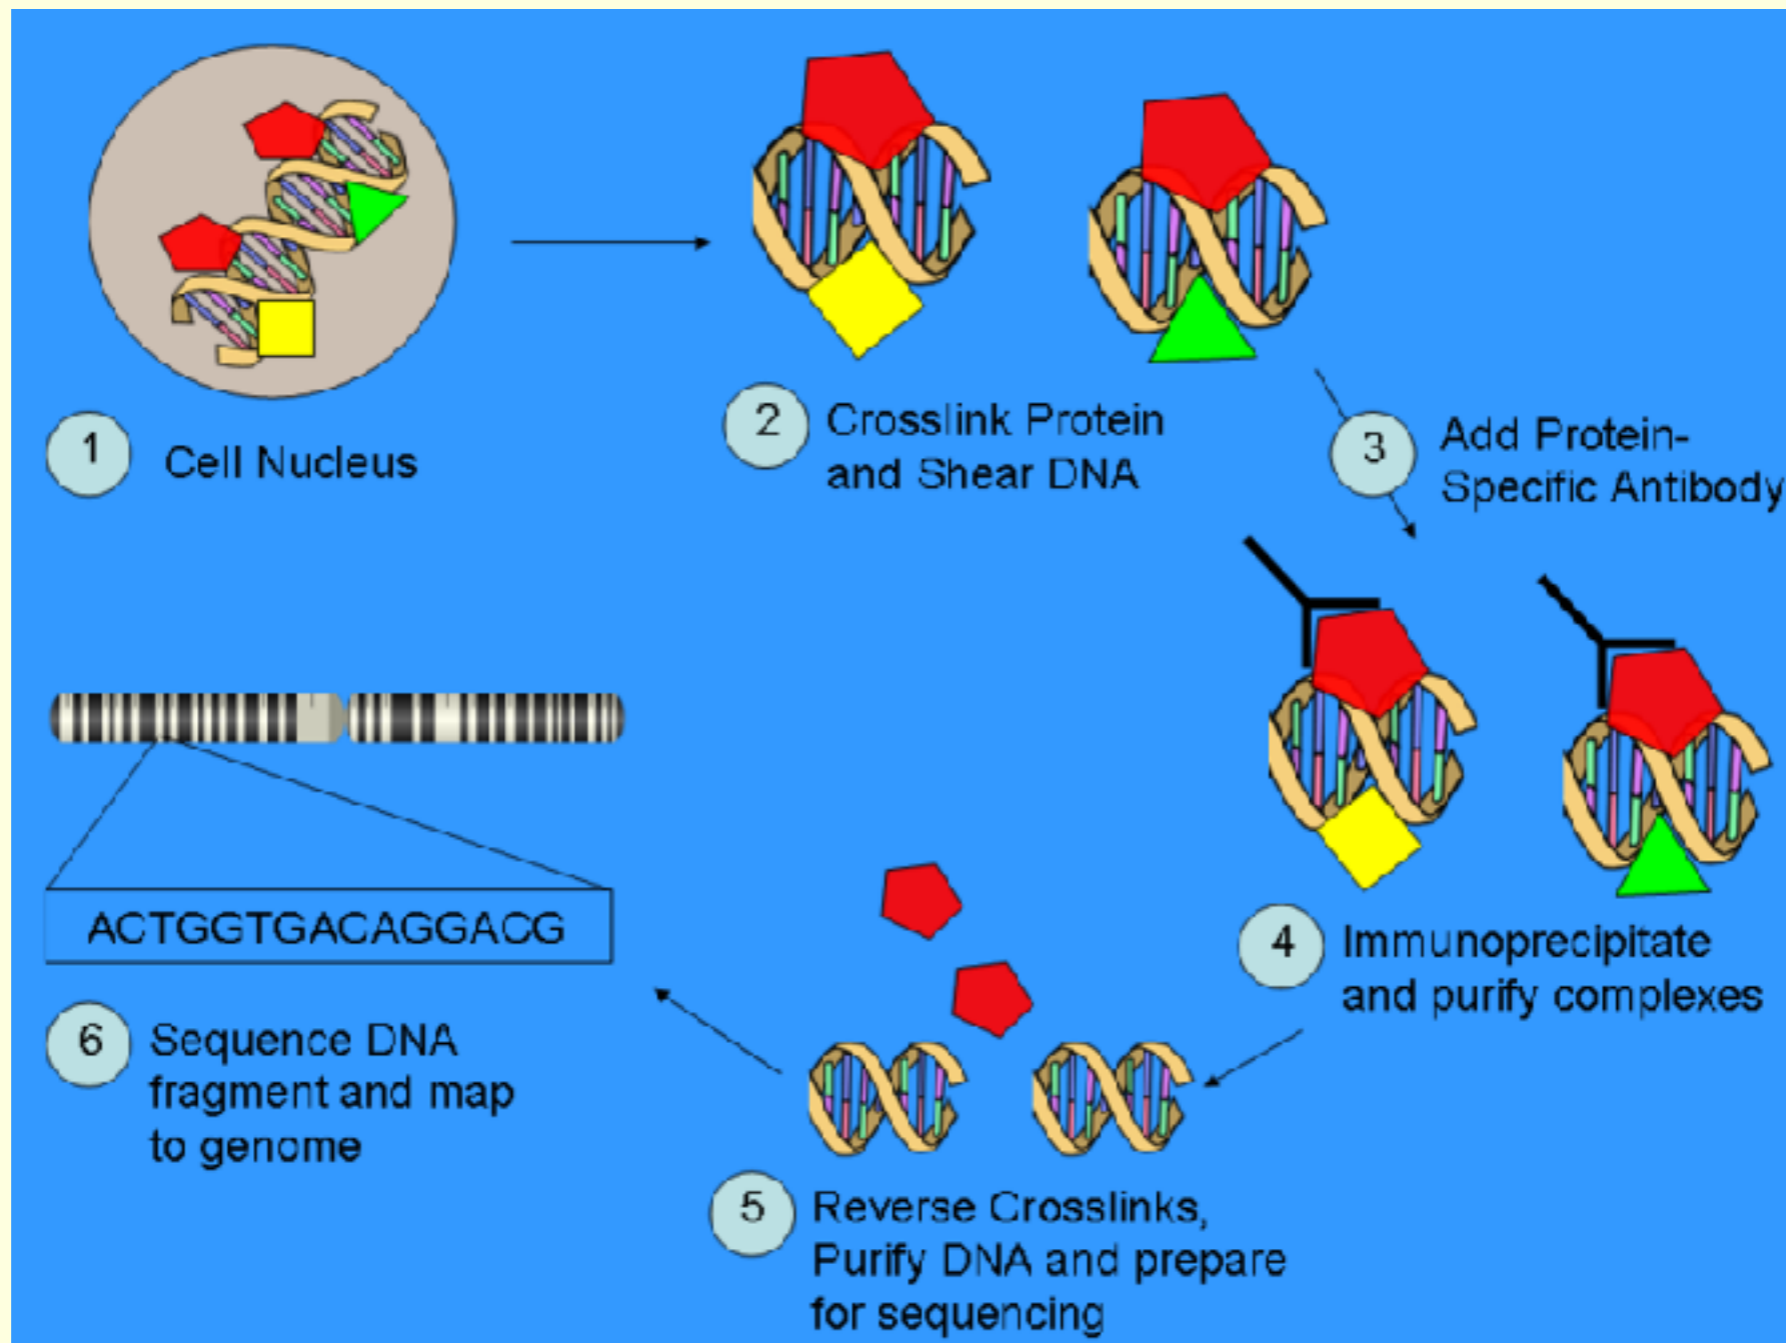 1
Cell Nucleus
2
Crosslink Protein
and Shear DNA
3
Add Protein-
Specific Antibody
4
Immunoprecipitate
and purify complexes
5
Reverse Crosslinks,
Purify DNA and prepare
for sequencing
ACTGGTGACAGGACG
6
Sequence DNA
fragment and map
to genome